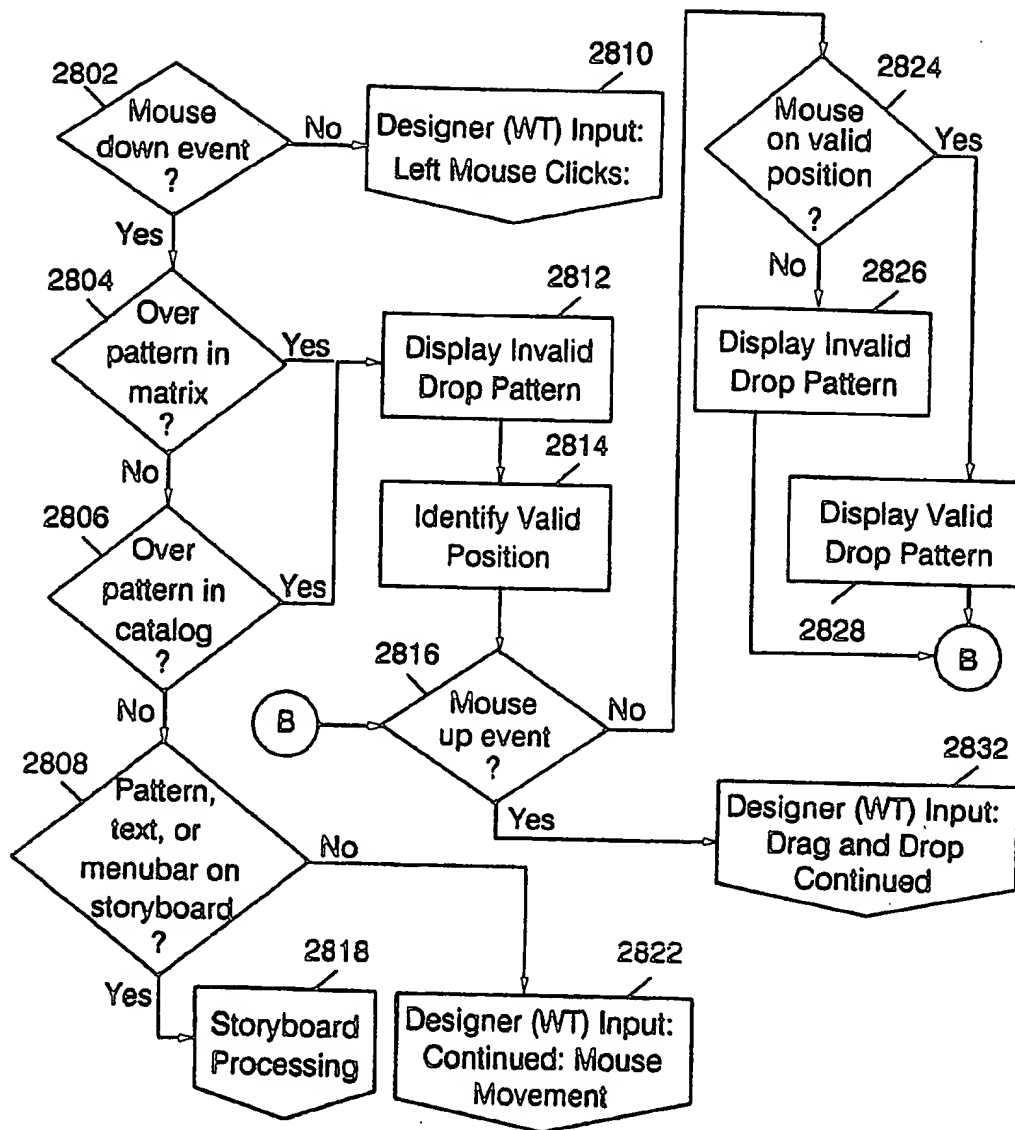 2802
Mouse
down event
?
No
2810
Designer (WT) Input:
Left Mouse Clicks:
Yes
2804
Over
pattern in
matrix
?
Yes
2812
Display Invalid
Drop Pattern
No
2806
Over
pattern in
catalog
?
Yes
2814
Identify Valid
Position
No
2808
Pattern,
text, or
menubar on
storyboard
?
No
Yes
2818
Storyboard
Processing
2822
Designer (WT) Input:
Continued: Mouse
Movement
B
2816
Mouse
up event
?
No
Yes
2824
Mouse
on valid
position
?
Yes
No
2826
Display Invalid
Drop Pattern
Display Valid
Drop Pattern
2828
B
2832
Designer (WT) Input:
Drag and Drop
Continued